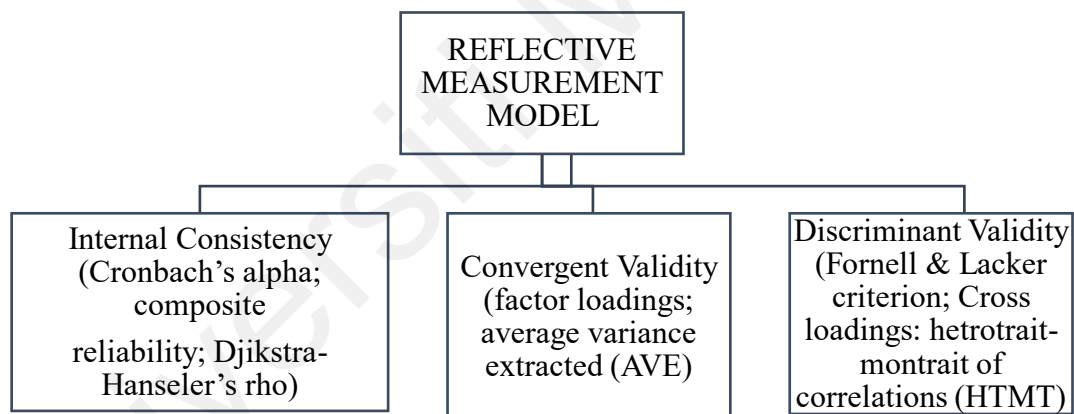 REFLECTIVE
MEASUREMENT
MODEL
Internal Consistency
(Cronbach's alpha;
composite
reliability; Djikstra-
Hanseler's rho)
Convergent Validity
(factor loadings;
average variance
extracted (AVE)
Discriminant Validity
(Fornell & Lacker
criterion; Cross
loadings: hetrotrait-
montrait of
correlations (HTMT)